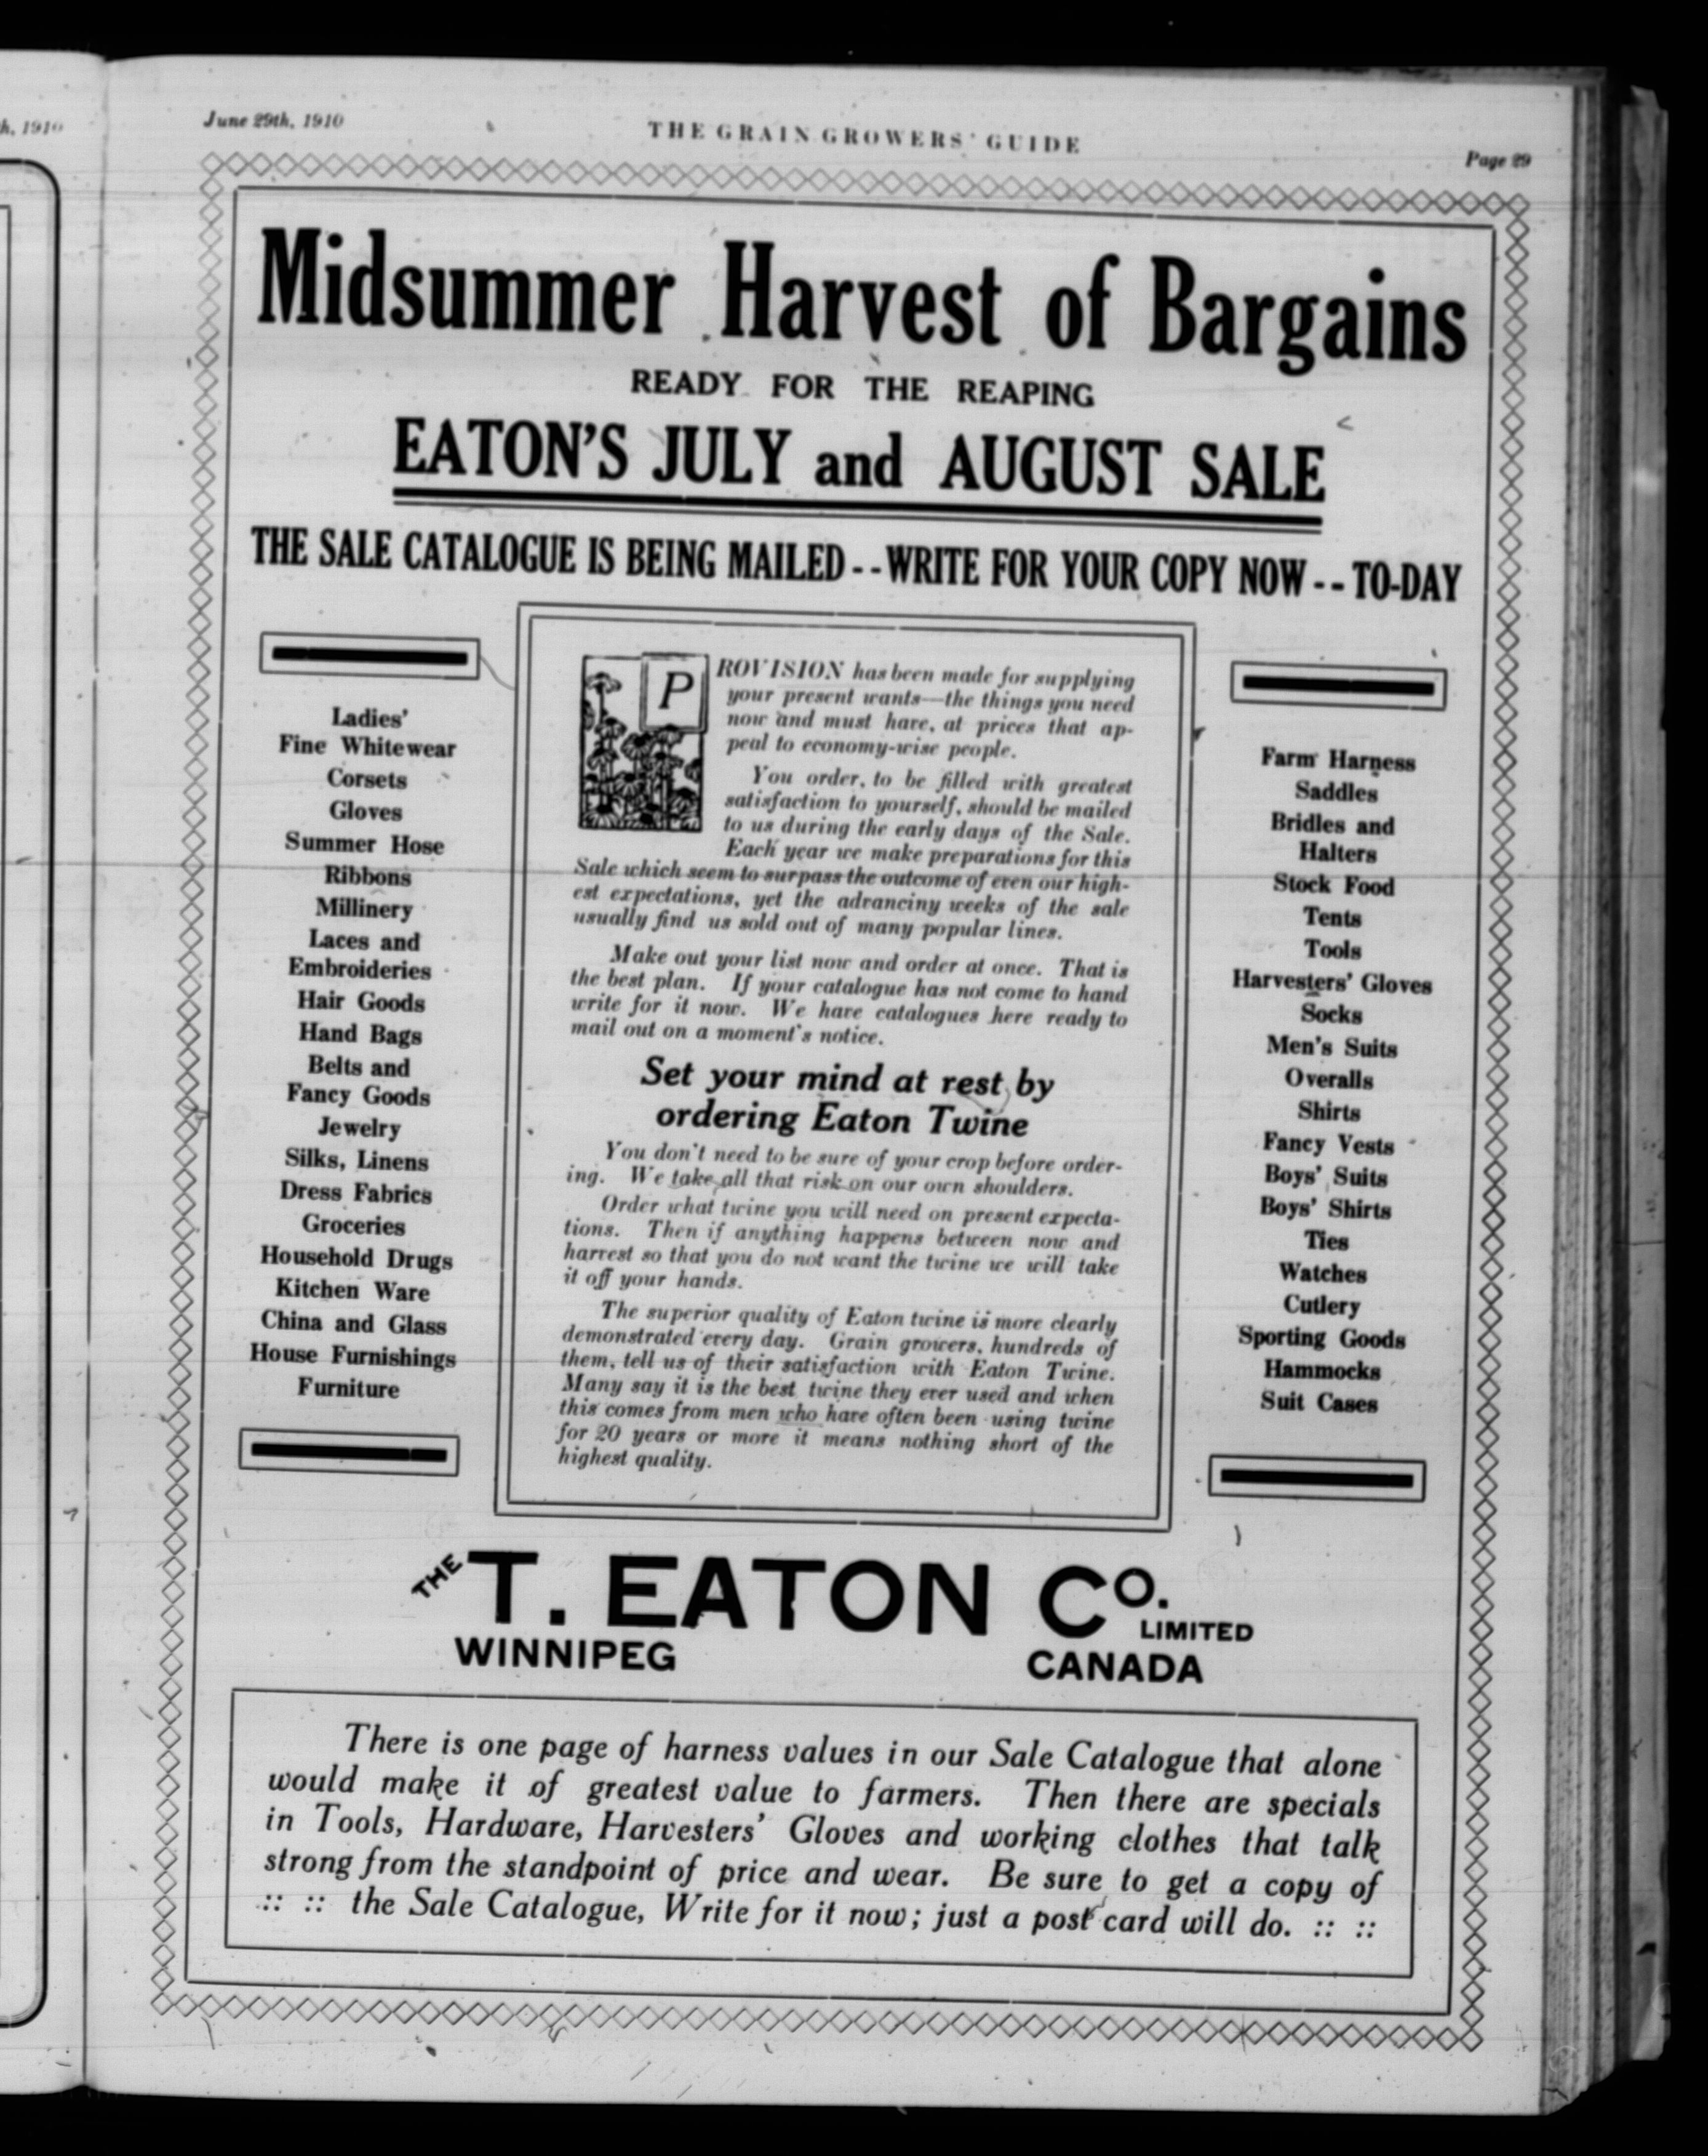 h, 1910
June 29th, 1910
THE GRAIN GROWERS' GUIDE
Page 29
Midsummer Harvest of Bargains
READY FOR THE REAPING
EATON'S JULY and AUGUST SALE
THE SALE CATALOGUE IS BEING MAILED--WRITE FOR YOUR COPY NOW--TO-DAY
Ladies'
Fine Whitewear
Corsets
Gloves
Summer Hose
Ribbons
Millinery
Laces and
Embroideries
Hair Goods
Hand Bags
Belts and
Fancy Goods
Jewelry
Silks, Linens
Dress Fabrics
Groceries
Household Drugs
Kitchen Ware
China and Glass
House Furnishings
Furniture
PROVISION has been made for supplying
your present wants—the things you need
now and must have, at prices that ap-
peal to economy-wise people.
You order, to be filled with greatest
satisfaction to yourself, should be mailed
to us during the early days of the Sale.
Each year we make preparations for this
Sale which seem to surpass the outcome of even our high-
est expectations, yet the advanciny weeks of the sale
usually find us sold out of many popular lines.
Make out your list now and order at once. That is
the best plan. If your catalogue has not come to hand
write for it now. We have catalogues here ready to
mail out on a moment's notice.
Set your mind at rest by
ordering Eaton Twine
You don't need to be sure of your crop before order-
ing. We take all that risk on our own shoulders.
Order what twine you will need on present expecta-
tions. Then if anything happens between now and
harvest so that you do not want the twine we will take
it off your hands.
The superior quality of Eaton twine is more clearly
demonstrated every day. Grain growers, hundreds of
them, tell us of their satisfaction with Eaton Twine.
Many say it is the best twine they ever used and when
this comes from men who have often been using twine
for 20 years or more it means nothing short of the
highest quality.
Farm Harness
Saddles
Bridles and
Halters
Stock Food
Tents
Tools
Harvesters' Gloves
Socks
Men's Suits
Overalls
Shirts
Fancy Vests
Boys' Suits
Boys' Shirts
Ties
Watches
Cutlery
Sporting Goods
Hammocks
Suit Cases
THE T. EATON CO. LIMITED
WINNIPEG CANADA
There is one page of harness values in our Sale Catalogue that alone
would make it of greatest value to farmers. Then there are specials
in Tools, Hardware, Harvesters' Gloves and working clothes that talk
strong from the standpoint of price and wear. Be sure to get a copy of
:: :: the Sale Catalogue, Write for it now; just a post card will do. :: ::